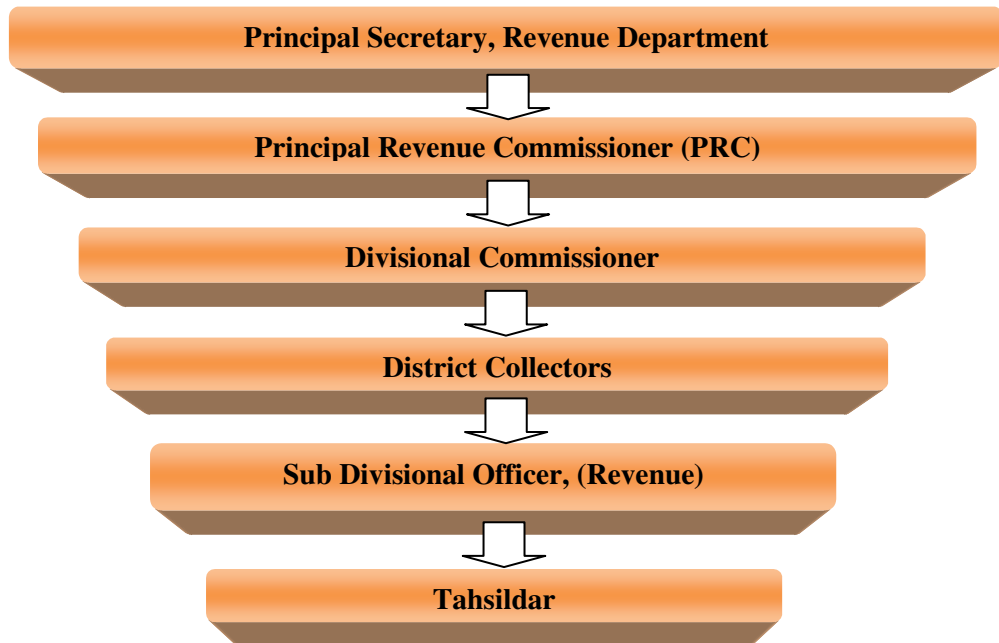 Principal Secretary, Revenue Department
Principal Revenue Commissioner (PRC)
Divisional Commissioner
District Collectors
Sub Divisional Officer, (Revenue)
Tahsildar